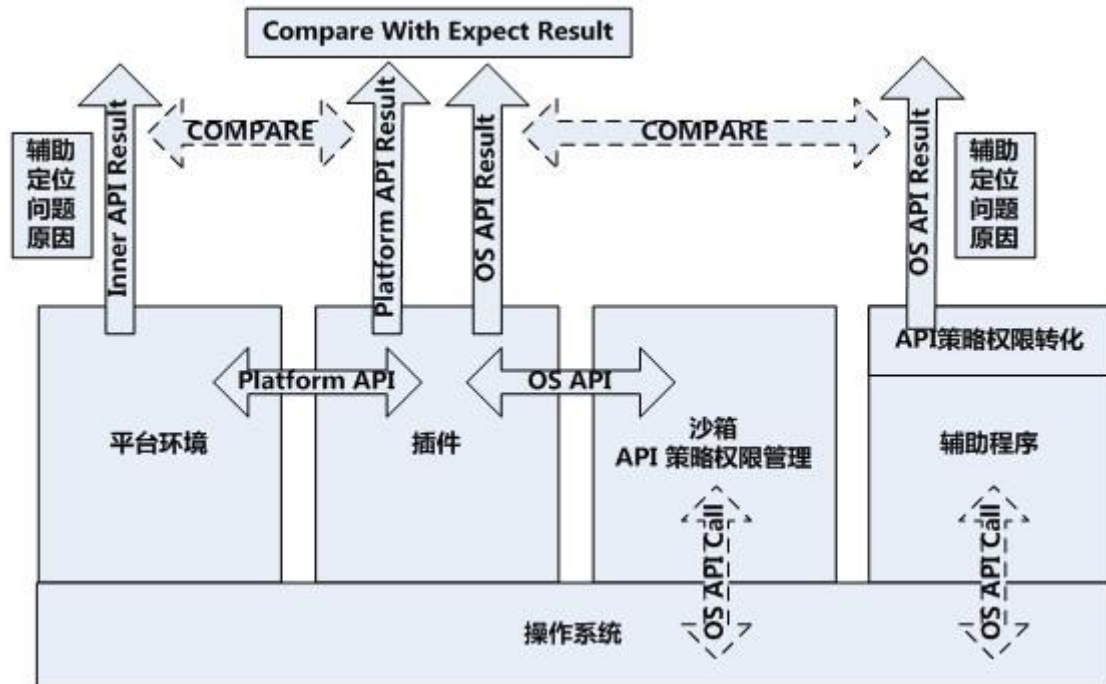 Compare With Expect Result
Inner API Result
COMPARE
Platform API Result
OS API Result
COMPARE
OS API Result
辅助
定位
问题
原因
辅助
定位
问题
原因
API策略权限转化
Platform API
OS API
平台环境
插件
沙箱
API 策略权限管理
辅助程序
OS API Call
OS API Call
操作系统